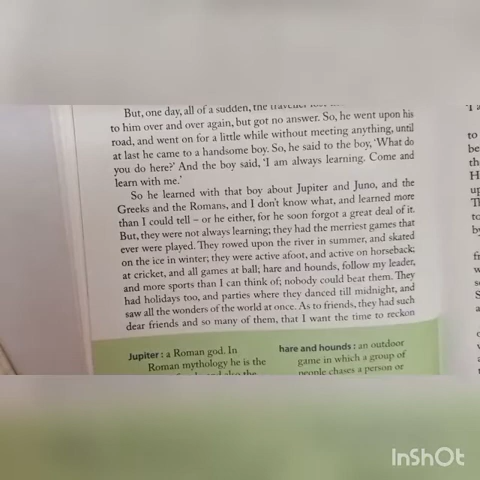 But, one day, all of a sudden, the traveller lost
to him over and over again, but got no answer. So, he went upon his
road, and went on for a little while without meeting anything, until
at last he came to a handsome boy. So, he said to the boy, 'What do
you do here?' And the boy said, 'I am always learning. Come and
learn with me.'
So he learned with that boy about Jupiter and Juno, and the
Greeks and the Romans, and I don't know what, and learned more
than I could tell – or he either, for he soon forgot a great deal of it.
But, they were not always learning; they had the merriest games that
ever were played. They rowed upon the river in summer, and skated
on the ice in winter; they were active afoot, and active on horseback;
at cricket, and all games at ball; hare and hounds, follow my leader,
and more sports than I can think of; nobody could beat them. They
had holidays too, and parties where they danced till midnight, and
saw all the wonders of the world at once. As to friends, they had such
dear friends and so many of them, that I want the time to reckon
Jupiter : a Roman god. In
Roman mythology he is the
hare and hounds : an outdoor
game in which a group of
people chases a person or
InShOt